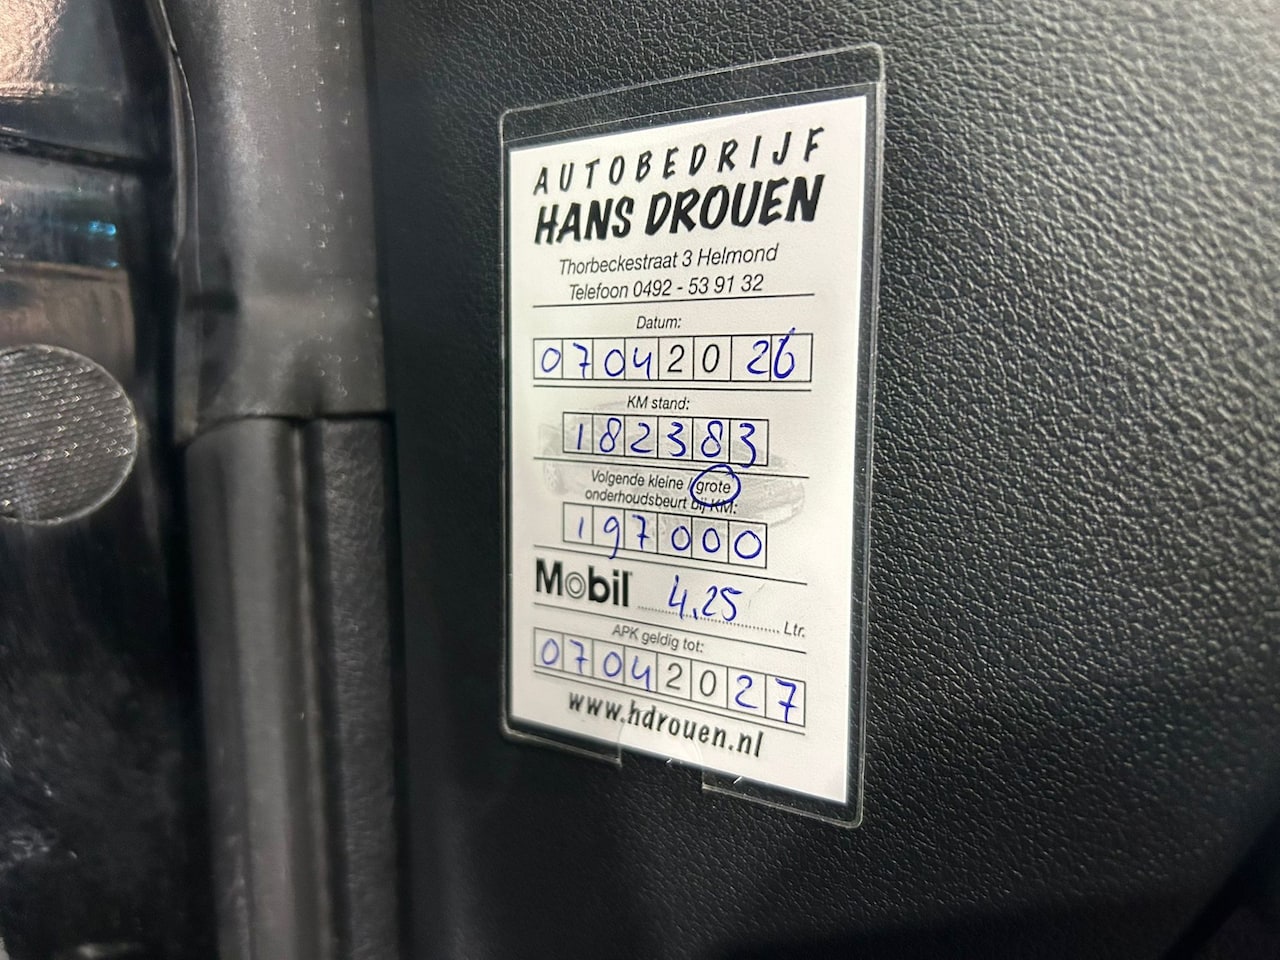 AUTOBEDRIJF
HANS DROUEN
Thorbeckestraat 3 Helmond
Telefoon 0492 - 53 91 32
Datum:
07042026
KM stand:
182383
Volgende kleine / grote
onderhoudsbeurt bij KM:
197000
Mobil 4.25 Ltr.
APK geldig tot:
07042027
www.hdrouen.nl